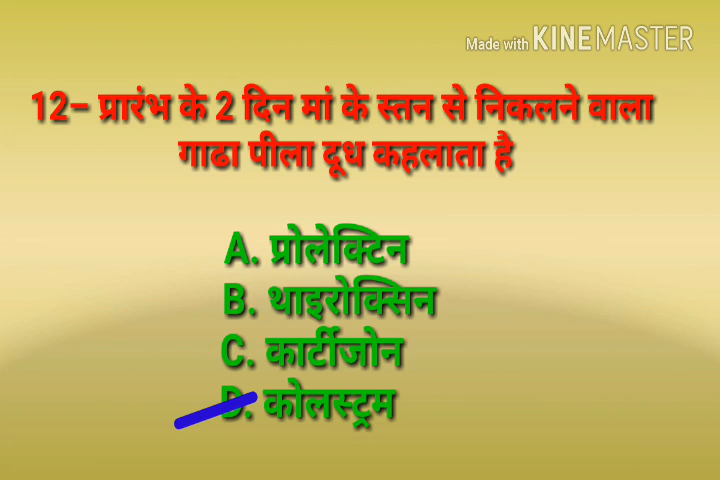 Made with KINEMASTER
12– प्रारंभ के 2 दिन मां के स्तन से निकलने वाला
गाढा पीला दूध कहलाता है
A. प्रोलेक्टिन
B. थाइरोक्सिन
C. कार्टीजोन
D. कोलस्ट्रम